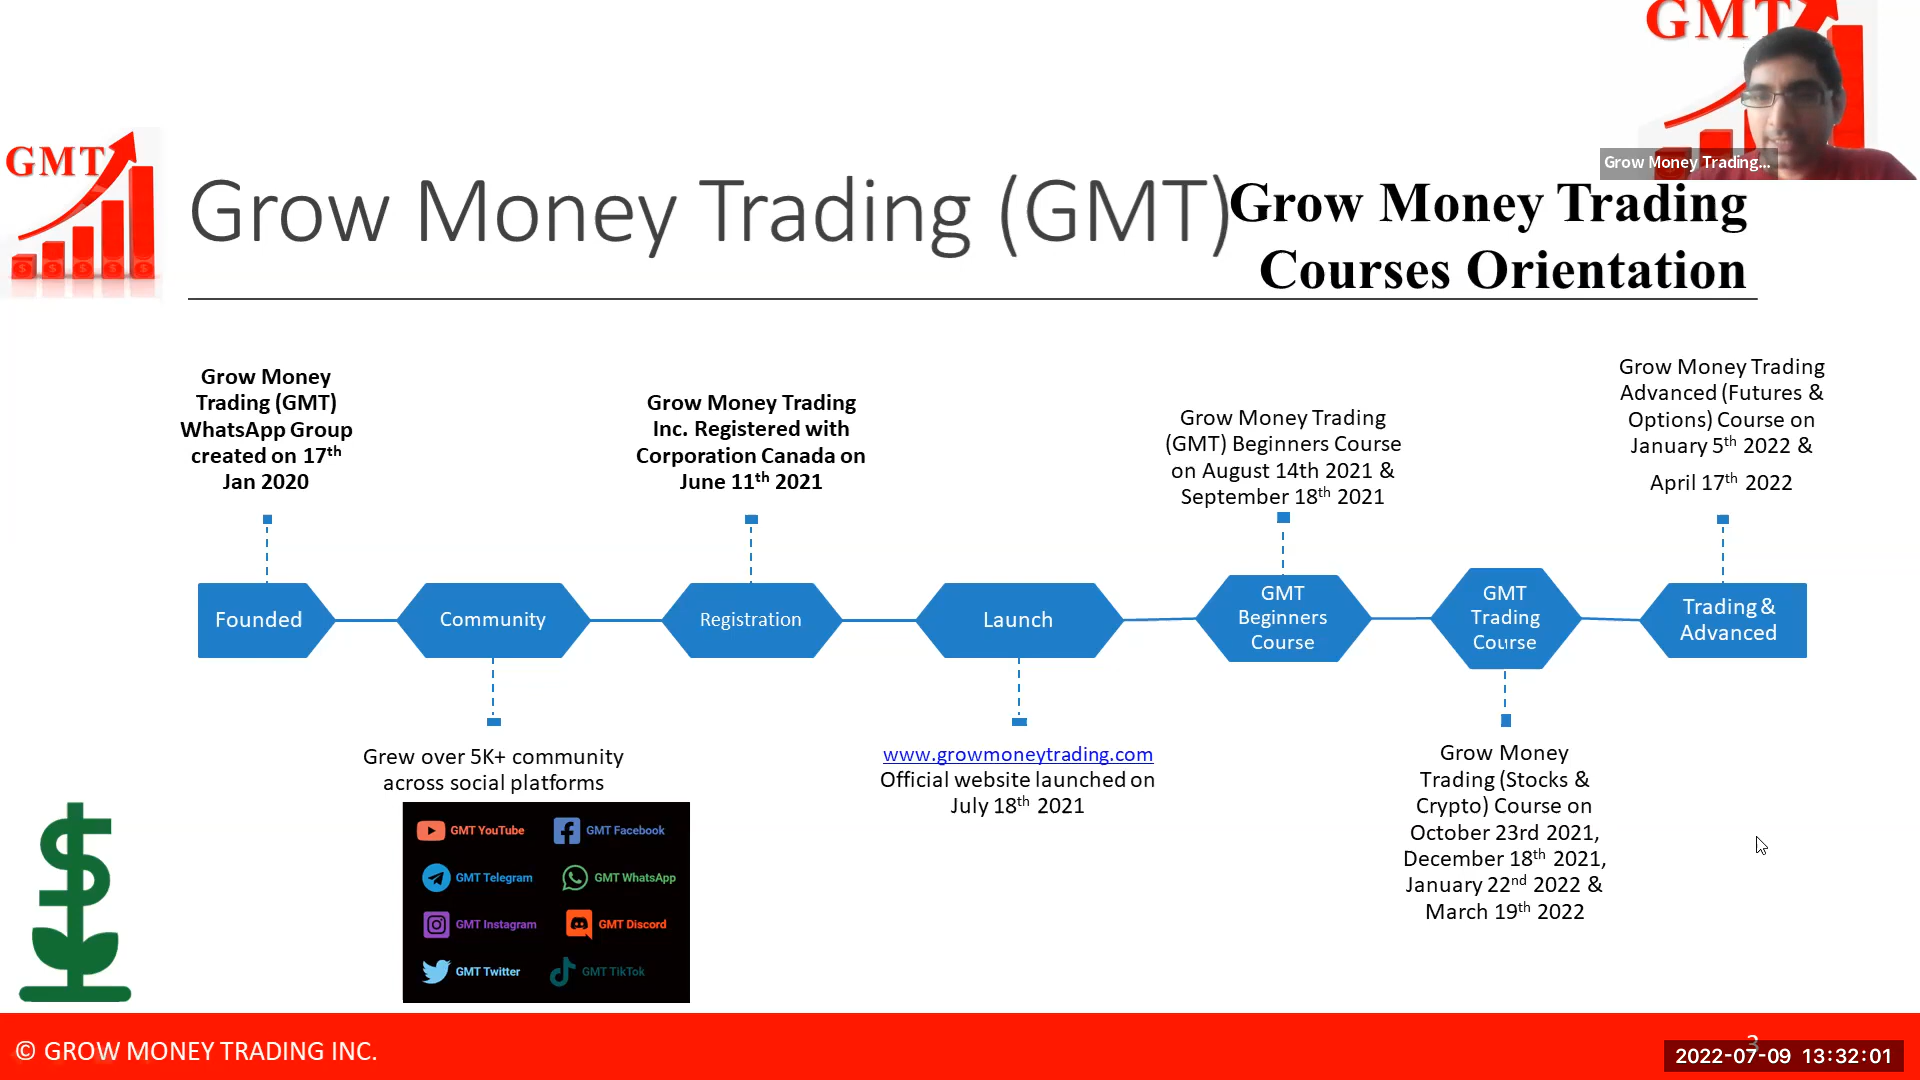 GMT
Grow Money Trading...
GMT
Grow Money Trading (GMT)
Grow Money Trading
Courses Orientation
Grow Money
Trading (GMT)
WhatsApp Group
created on 17th
Jan 2020
Grow Money Trading
Inc. Registered with
Corporation Canada on
June 11th 2021
Grow Money Trading
(GMT) Beginners Course
on August 14th 2021 &
September 18th 2021
Grow Money Trading
Advanced (Futures &
Options) Course on
January 5th 2022 &
April 17th 2022
Founded
Community
Registration
Launch
GMT
Beginners
Course
GMT
Trading
Course
Trading &
Advanced
Grew over 5K+ community
across social platforms
GMT YouTube
GMT Facebook
GMT Telegram
GMT WhatsApp
GMT Instagram
GMT Discord
GMT Twitter
GMT TikTok
www.growmoneytrading.com
Official website launched on
July 18th 2021
Grow Money
Trading (Stocks &
Crypto) Course on
October 23rd 2021,
December 18th 2021,
January 22nd 2022 &
March 19th 2022
© GROW MONEY TRADING INC.
3
2022-07-09 13:32:01